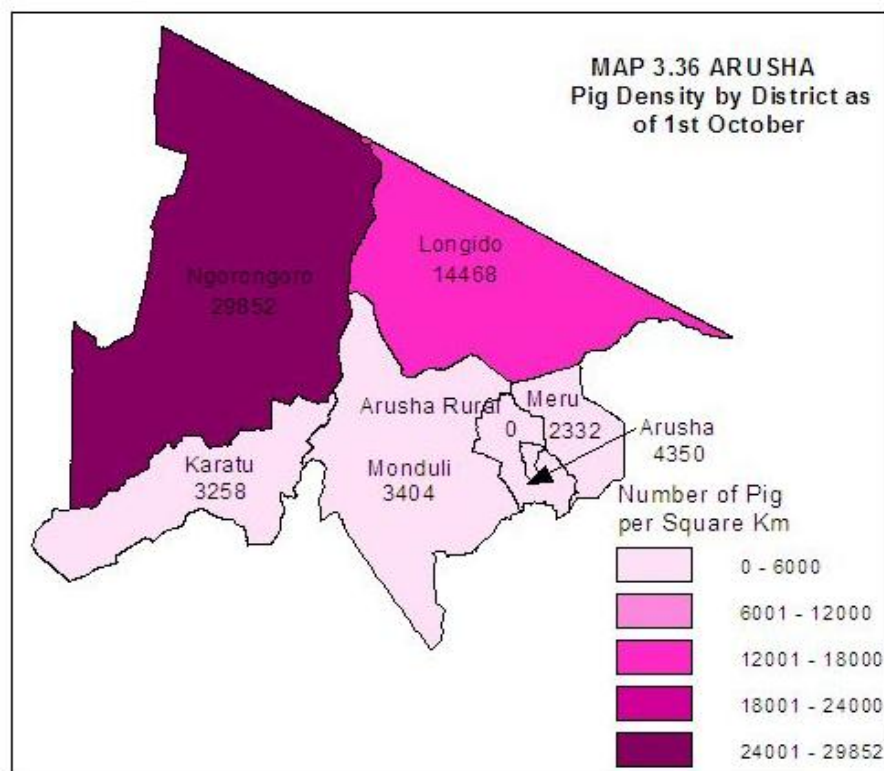 MAP 3.36 ARUSHA
Pig Density by District as
of 1st October
Longido
14468
Ngorongoro
29852
Meru
2332
Arusha Rural
0
Arusha
4350
Karatu
3258
Monduli
3404
Number of Pig
per Square Km
0 - 6000
6001 - 12000
12001 - 18000
18001 - 24000
24001 - 29852